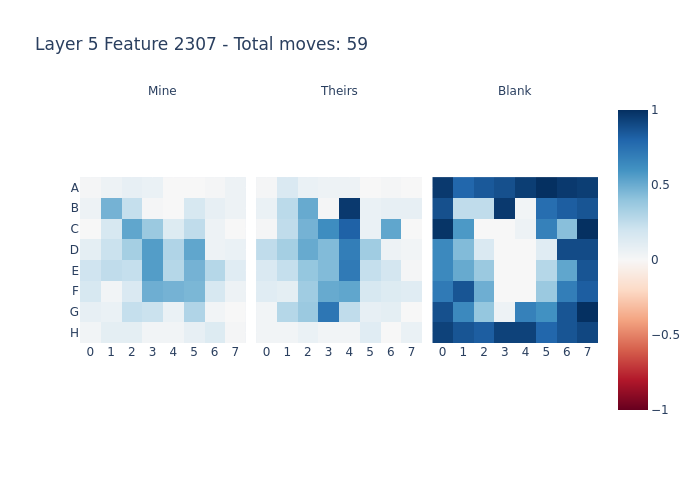 Layer 5 Feature 2307 - Total moves: 59
Mine Theirs Blank
A
B
C
D
E
F
G
H
0 1 2 3 4 5 6 7 0 1 2 3 4 5 6 7 0 1 2 3 4 5 6 7
1
0.5
0
−0.5
−1